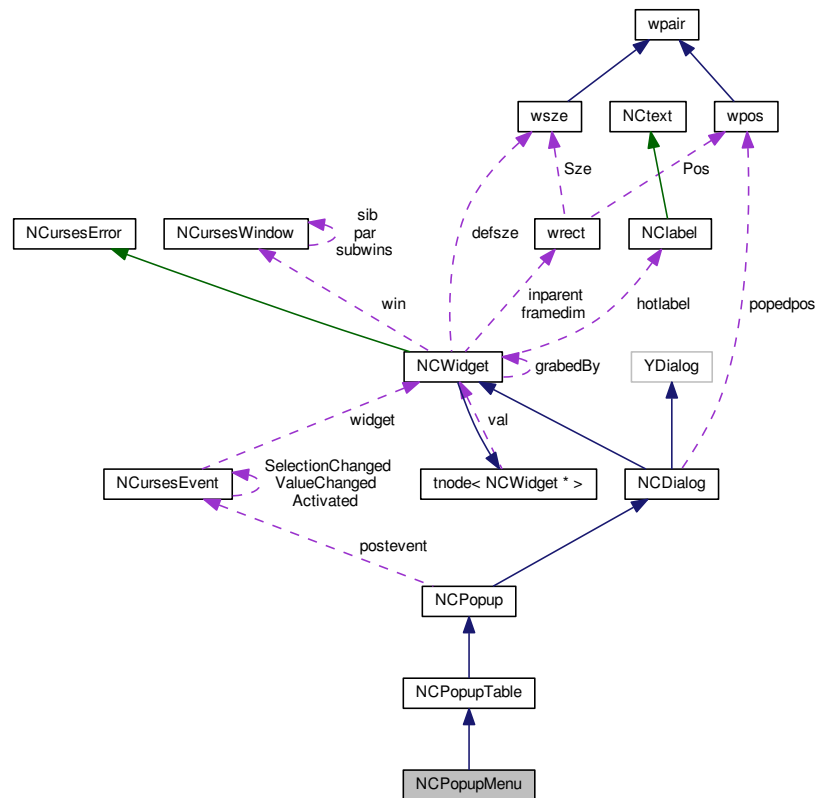 wpair
wsze
NCtext
wpos
Sze
Pos
NCursesError
NCursesWindow
sib
par
subwins
defsze
wrect
NClabel
win
inparent
framedim
hotlabel
popedpos
NCWidget
grabedBy
YDialog
widget
val
NCursesEvent
SelectionChanged
ValueChanged
Activated
tnode< NCWidget * >
NCDialog
postevent
NCPopup
NCPopupTable
NCPopupMenu